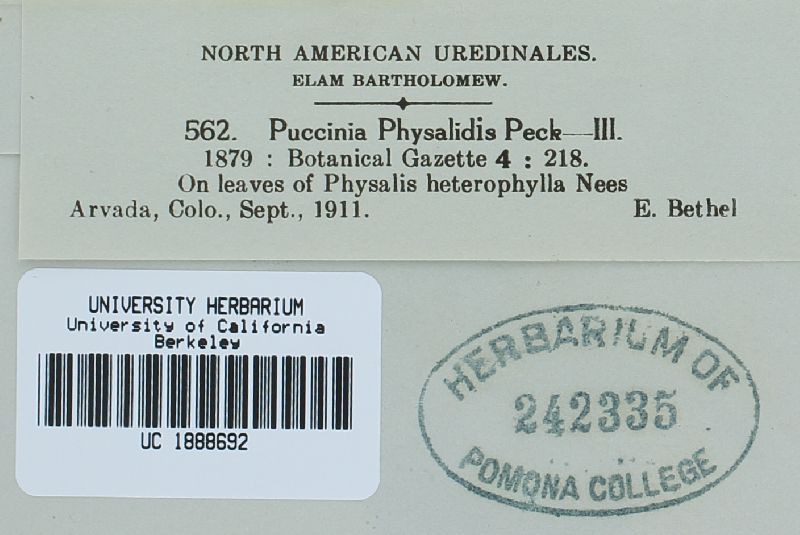 NORTH AMERICAN UREDINALES.
ELAM BARTHOLOMEW.
562. Puccinia Physalidis Peck—III.
1879 : Botanical Gazette 4 : 218.
On leaves of Physalis heterophylla Nees
Arvada, Colo., Sept., 1911. E. Bethel
UNIVERSITY HERBARIUM
University of California
Berkeley
UC 1888692
HERBARIUM OF
242335
POMONA COLLEGE